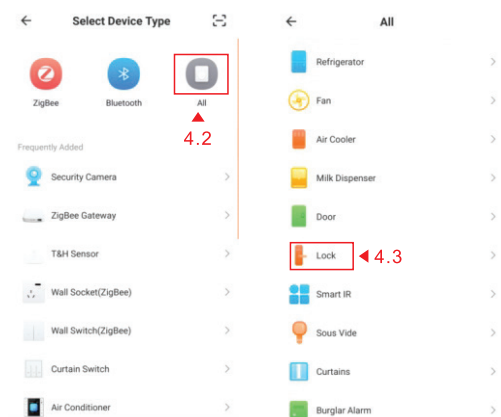 Select Device Type
ZigBee
Bluetooth
All
4.2
Frequently Added
Security Camera
ZigBee Gateway
T&H Sensor
Wall Socket(ZigBee)
Wall Switch(ZigBee)
Curtain Switch
Air Conditioner
All
Refrigerator
Fan
Air Cooler
Milk Dispenser
Door
Lock
4.3
Smart IR
Sous Vide
Curtains
Burglar Alarm